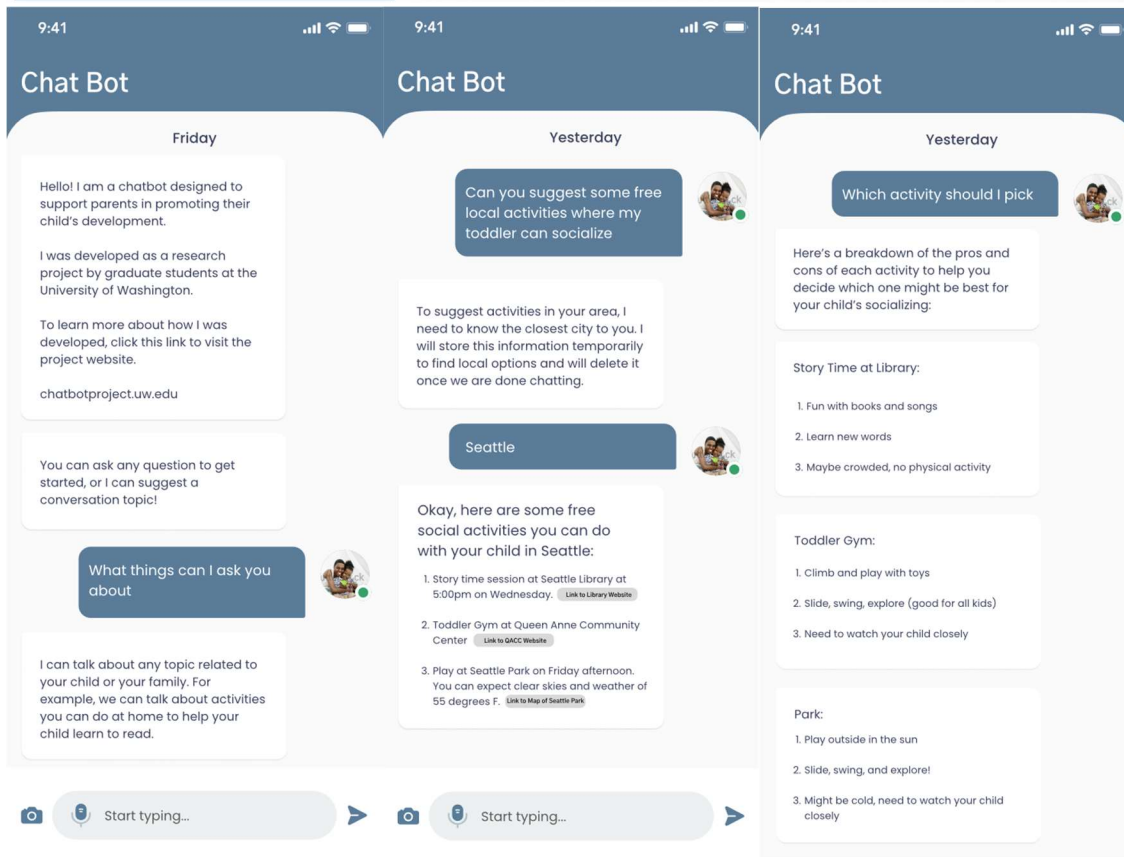 9:41
Chat Bot
Friday
Hello! I am a chatbot designed to
support parents in promoting their
child's development.
I was developed as a research
project by graduate students at the
University of Washington.
To learn more about how I was
developed, click this link to visit the
project website.
chatbotproject.uw.edu
You can ask any question to get
started, or I can suggest a
conversation topic!
What things can I ask you
about
I can talk about any topic related to
your child or your family. For
example, we can talk about activities
you can do at home to help your
child learn to read.
Start typing...
9:41
Chat Bot
Yesterday
Can you suggest some free
local activities where my
toddler can socialize
To suggest activities in your area, I
need to know the closest city to you. I
will store this information temporarily
to find local options and will delete it
once we are done chatting.
Seattle
Okay, here are some free
social activities you can do
with your child in Seattle:
1. Story time session at Seattle Library at
5:00pm on Wednesday. Link to Library Website
2. Toddler Gym at Queen Anne Community
Center Link to QACC Website
3. Play at Seattle Park on Friday afternoon.
You can expect clear skies and weather of
55 degrees F. Link to Map of Seattle Park
Start typing...
9:41
Chat Bot
Yesterday
Which activity should I pick
Here's a breakdown of the pros and
cons of each activity to help you
decide which one might be best for
your child's socializing:
Story Time at Library:
1. Fun with books and songs
2. Learn new words
3. Maybe crowded, no physical activity
Toddler Gym:
1. Climb and play with toys
2. Slide, swing, explore (good for all kids)
3. Need to watch your child closely
Park:
1. Play outside in the sun
2. Slide, swing, and explore!
3. Might be cold, need to watch your child
closely